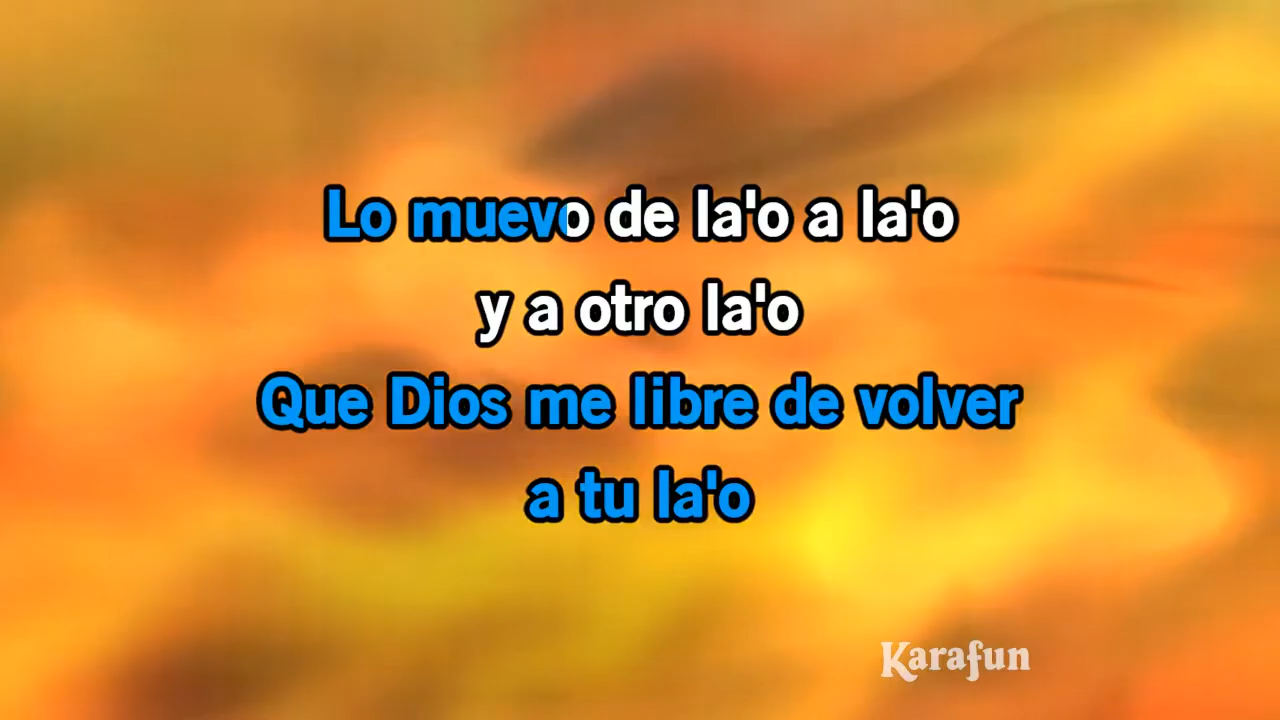 Lo muevo de la'o a la'o
y a otro la'o
Que Dios me libre de volver
a tu la'o
Karafun